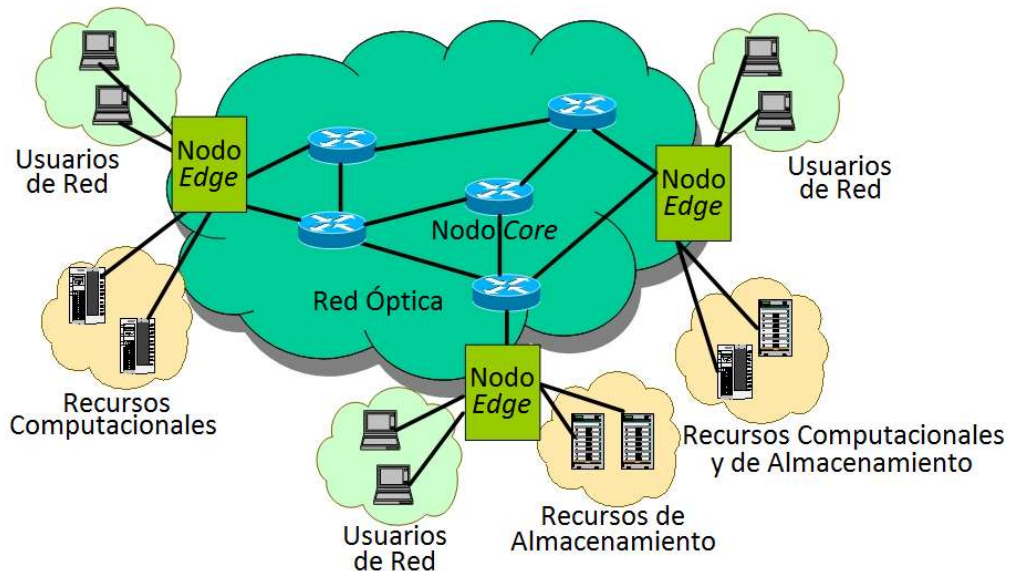 Usuarios
de Red
Nodo
Edge
Usuarios
de Red
Nodo
Edge
Nodo Core
Red Óptica
Recursos
Computacionales
Nodo
Edge
Recursos Computacionales
y de Almacenamiento
Usuarios
de Red
Recursos de
Almacenamiento